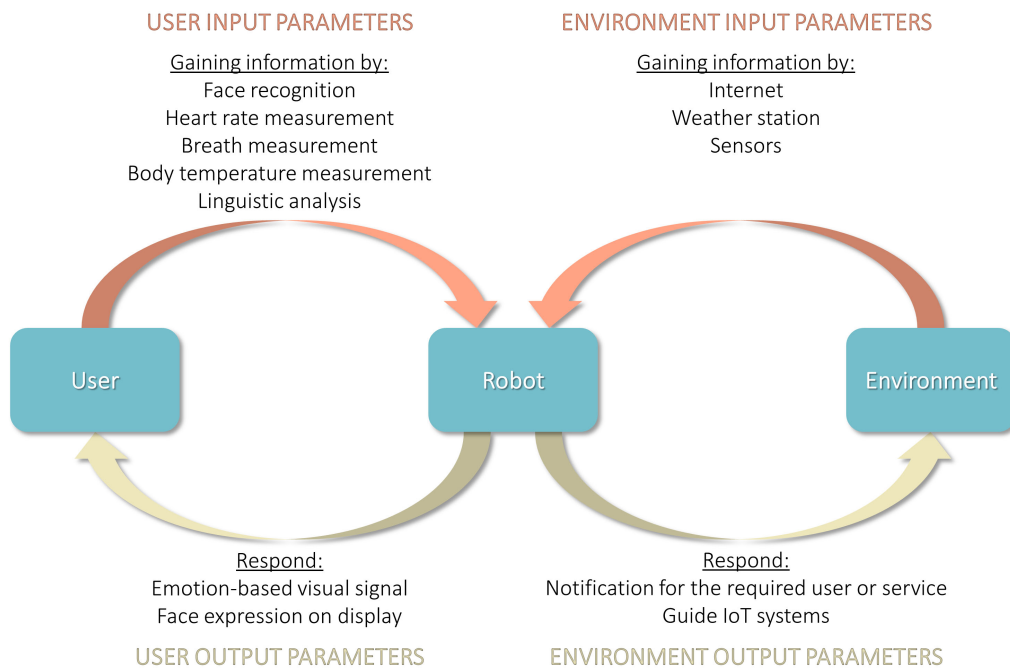 USER INPUT PARAMETERS
Gaining information by:
Face recognition
Heart rate measurement
Breath measurement
Body temperature measurement
Linguistic analysis
ENVIRONMENT INPUT PARAMETERS
Gaining information by:
Internet
Weather station
Sensors
User
Robot
Environment
Respond:
Emotion-based visual signal
Face expression on display
USER OUTPUT PARAMETERS
Respond:
Notification for the required user or service
Guide IoT systems
ENVIRONMENT OUTPUT PARAMETERS